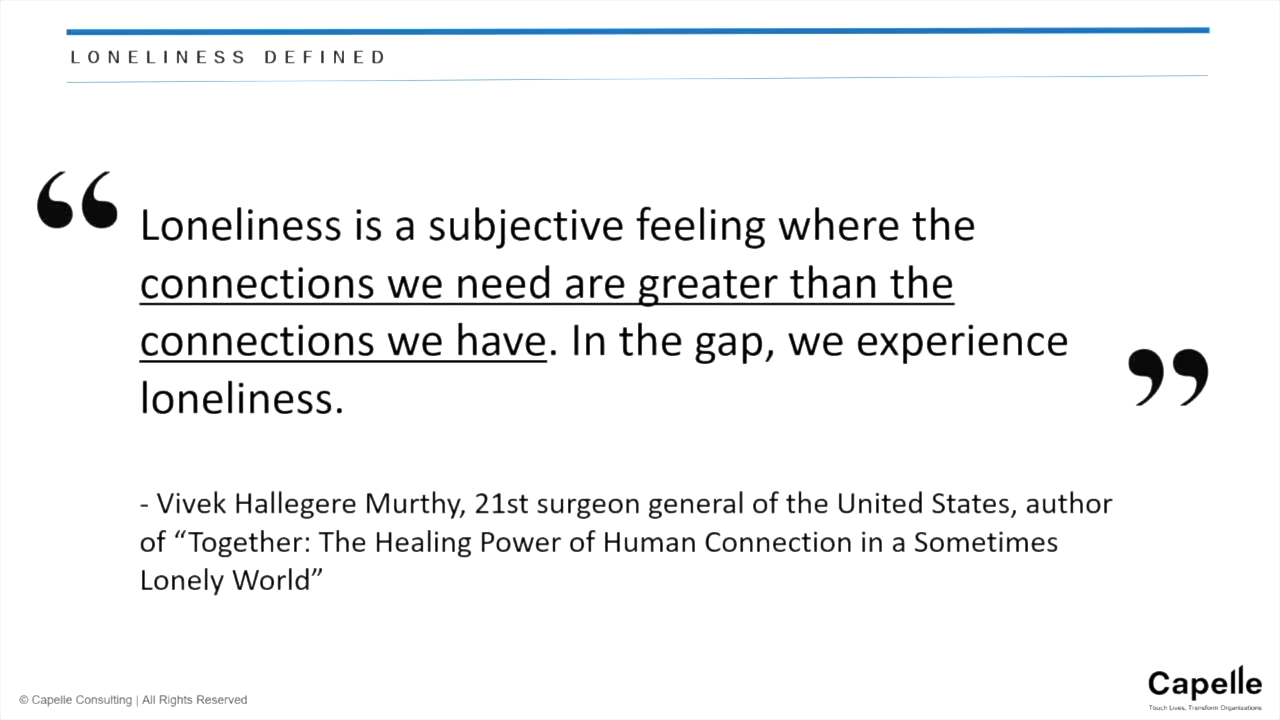 LONELINESS DEFINED
“
Loneliness is a subjective feeling where the
connections we need are greater than the
connections we have. In the gap, we experience
loneliness.
”
- Vivek Hallegere Murthy, 21st surgeon general of the United States, author
of “Together: The Healing Power of Human Connection in a Sometimes
Lonely World”
© Capelle Consulting | All Rights Reserved
Capelle
Touch Lives, Transform Organisations